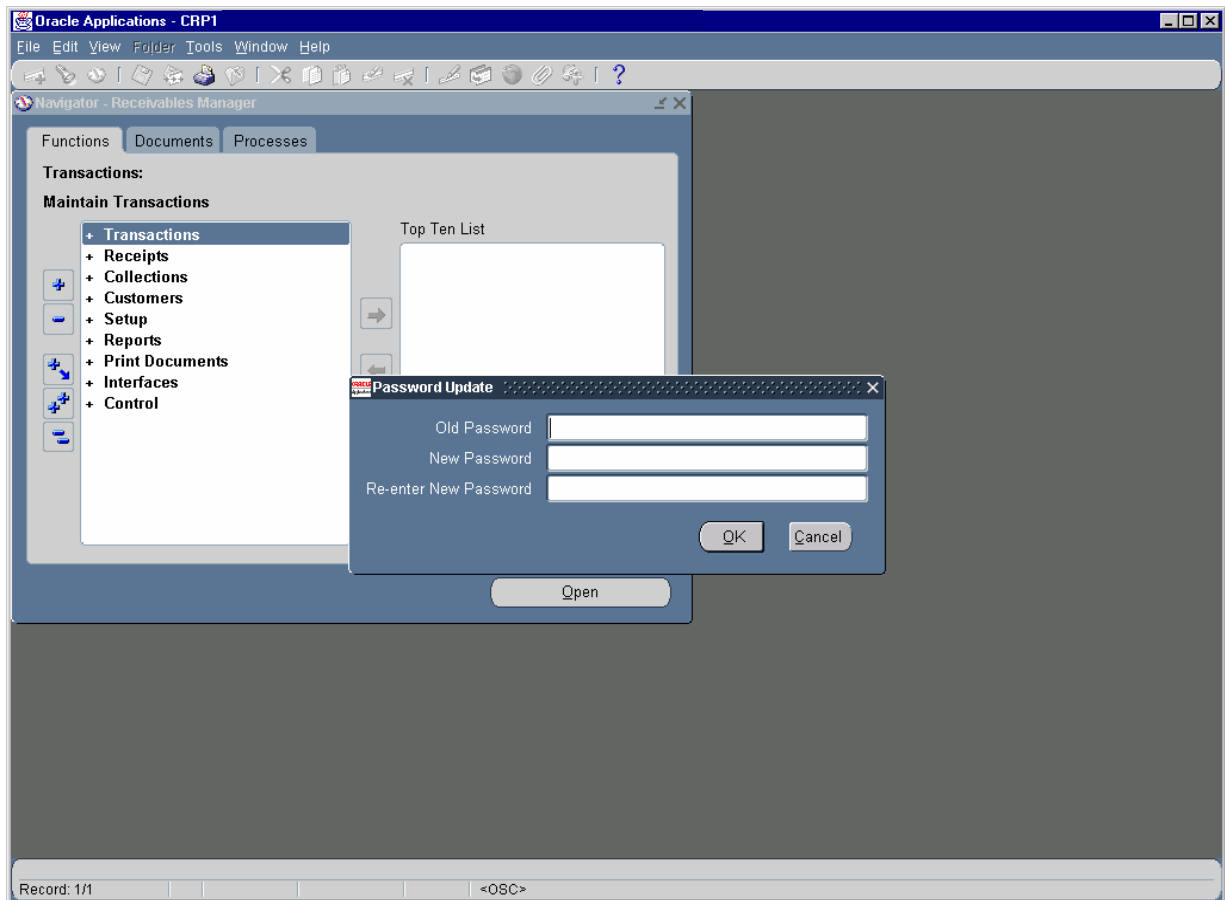 Oracle Applications - CRP1
File Edit View Folder Tools Window Help
Navigator - Receivables Manager
Functions Documents Processes
Transactions:
Maintain Transactions
Top Ten List
+ Transactions
+ Receipts
+ Collections
+ Customers
+ Setup
+ Reports
+ Print Documents
+ Interfaces
+ Control
Password Update
Old Password
New Password
Re-enter New Password
OK Cancel
Open
Record: 1/1 <OSC>